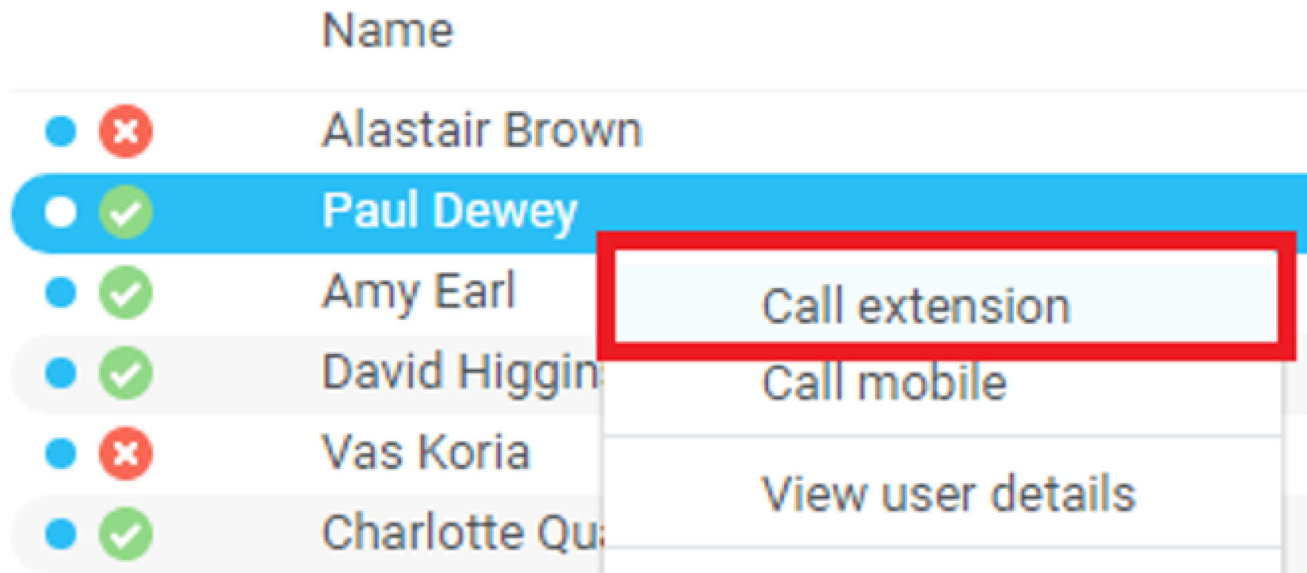 Name
Alastair Brown
Paul Dewey
Amy Earl
Call extension
David Higgin
Call mobile
Vas Koria
View user details
Charlotte Qu